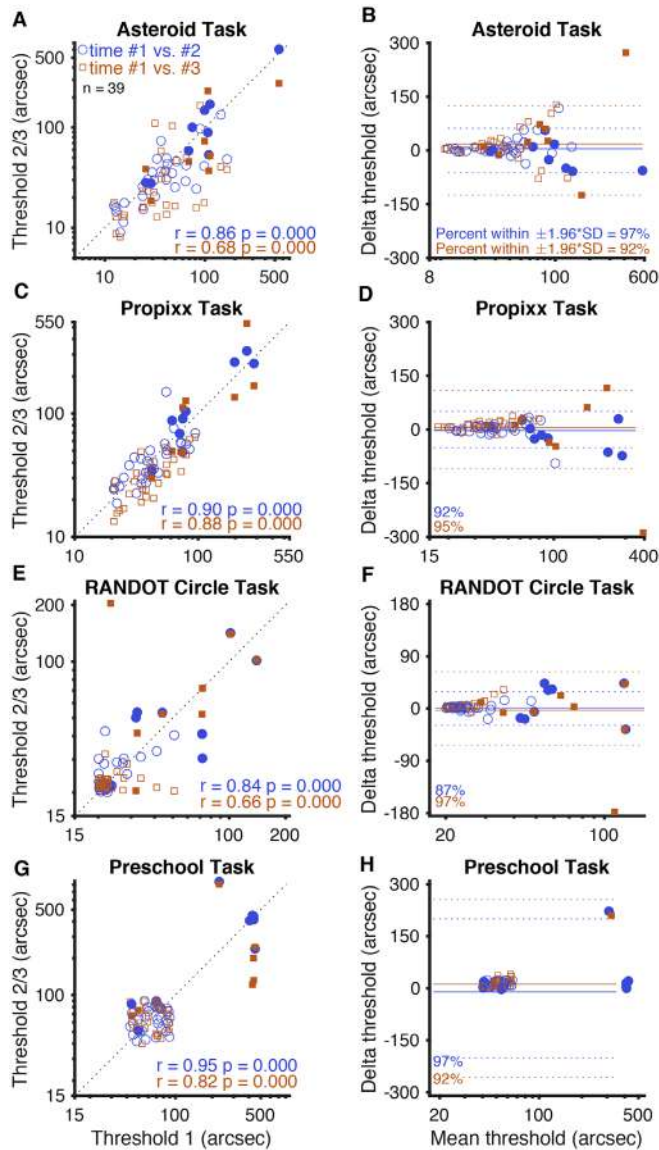 A Asteroid Task
Threshold 2/3 (arcsec)
500
100
10
time #1 vs. #2
time #1 vs. #3
n = 39
r = 0.86 p = 0.000
r = 0.68 p = 0.000
10 100 500
B Asteroid Task
Delta threshold (arcsec)
300
150
0
-150
-300
Percent within ±1.96*SD = 97%
Percent within ±1.96*SD = 92%
8 100 600
C Propixx Task
Threshold 2/3 (arcsec)
550
100
10
r = 0.90 p = 0.000
r = 0.88 p = 0.000
10 100 550
D Propixx Task
Delta threshold (arcsec)
300
150
0
-150
-300
92%
95%
15 100 400
E RANDOT Circle Task
Threshold 2/3 (arcsec)
200
100
15
r = 0.84 p = 0.000
r = 0.66 p = 0.000
15 100 200
F RANDOT Circle Task
Delta threshold (arcsec)
180
90
0
-90
-180
87%
97%
20 100
G Preschool Task
Threshold 2/3 (arcsec)
500
100
15
r = 0.95 p = 0.000
r = 0.82 p = 0.000
15 100 500
Threshold 1 (arcsec)
H Preschool Task
Delta threshold (arcsec)
300
150
0
-150
-300
97%
92%
20 100 500
Mean threshold (arcsec)